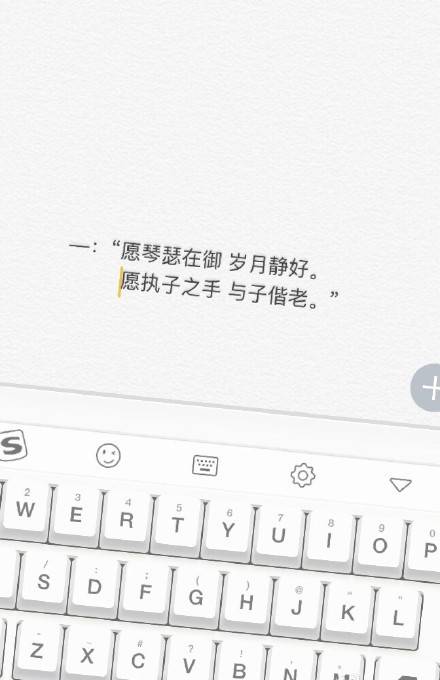 一：“愿琴瑟在御 岁月静好。
愿执子之手 与子偕老。”
S
2 3 4 5 6 7 8 9 0
W E R T Y U I O P
/ : ; ( ) @ “ ”
S D F G H J K L
- # ? !
Z X C V B N M